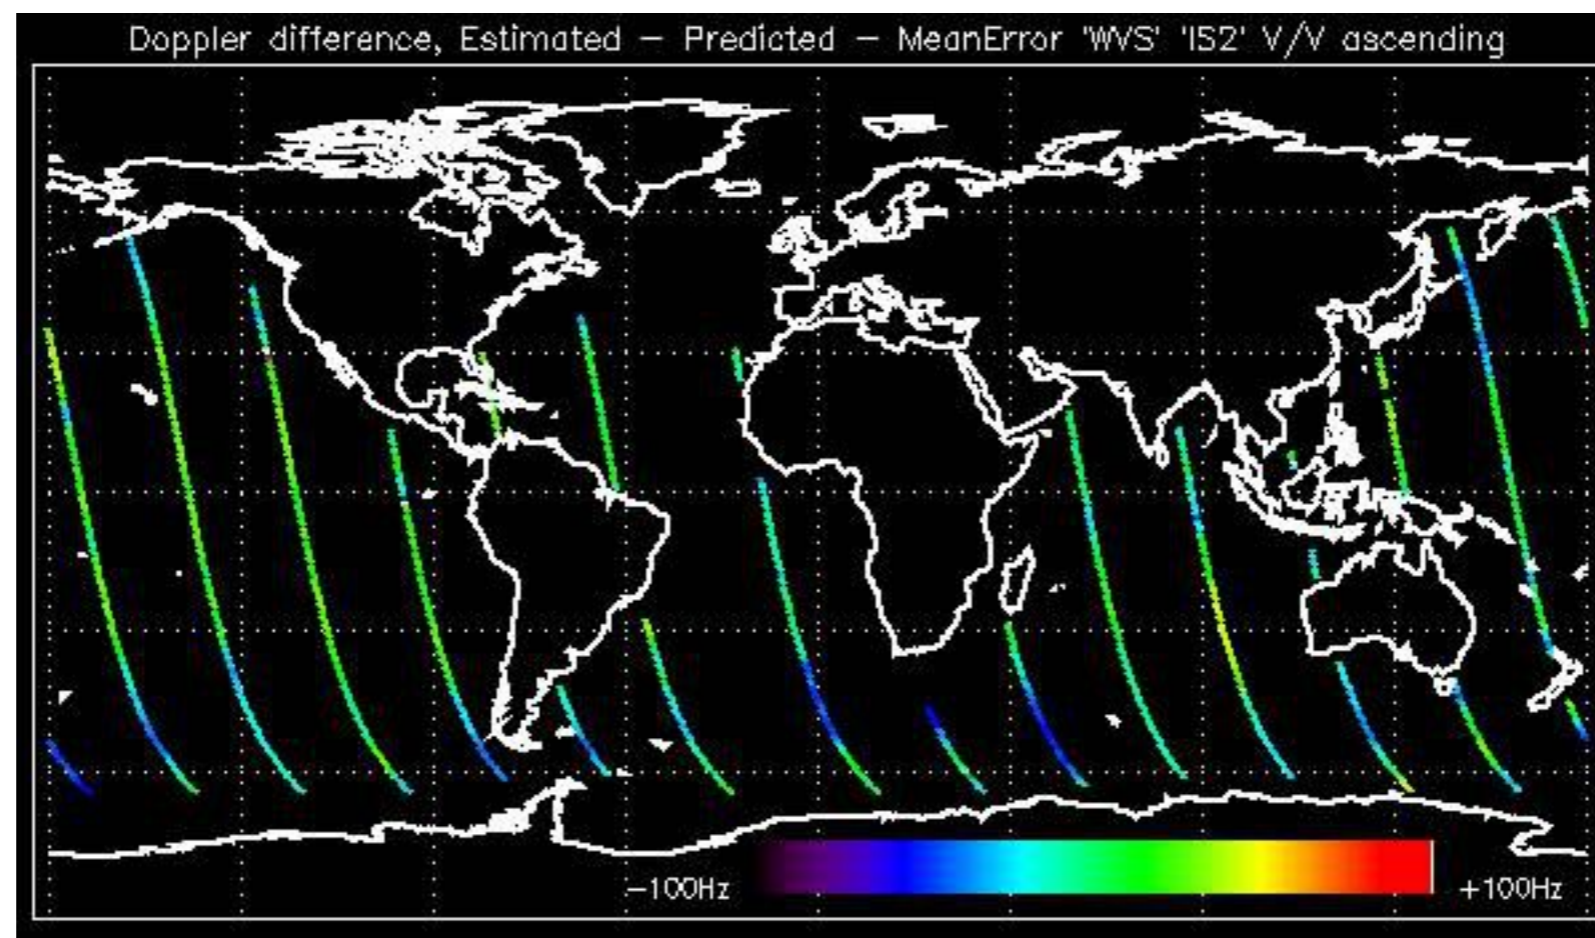 Doppler difference, Estimated – Predicted – MeanError 'WVS' 'IS2' V/V ascending
–100Hz
+100Hz